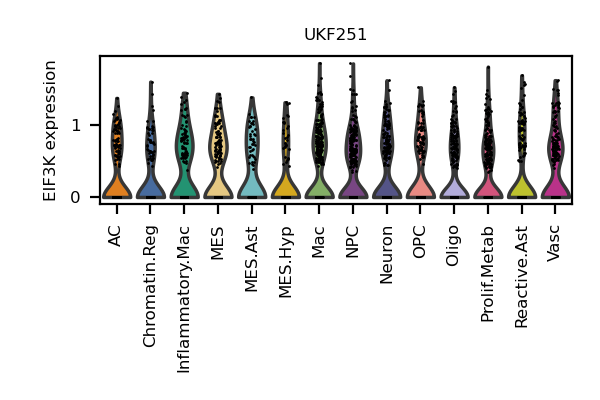 UKF251
EIF3K expression
1
0
AC
Chromatin.Reg
Inflammatory.Mac
MES
MES.Ast
MES.Hyp
Mac
NPC
Neuron
OPC
Oligo
Prolif.Metab
Reactive.Ast
Vasc